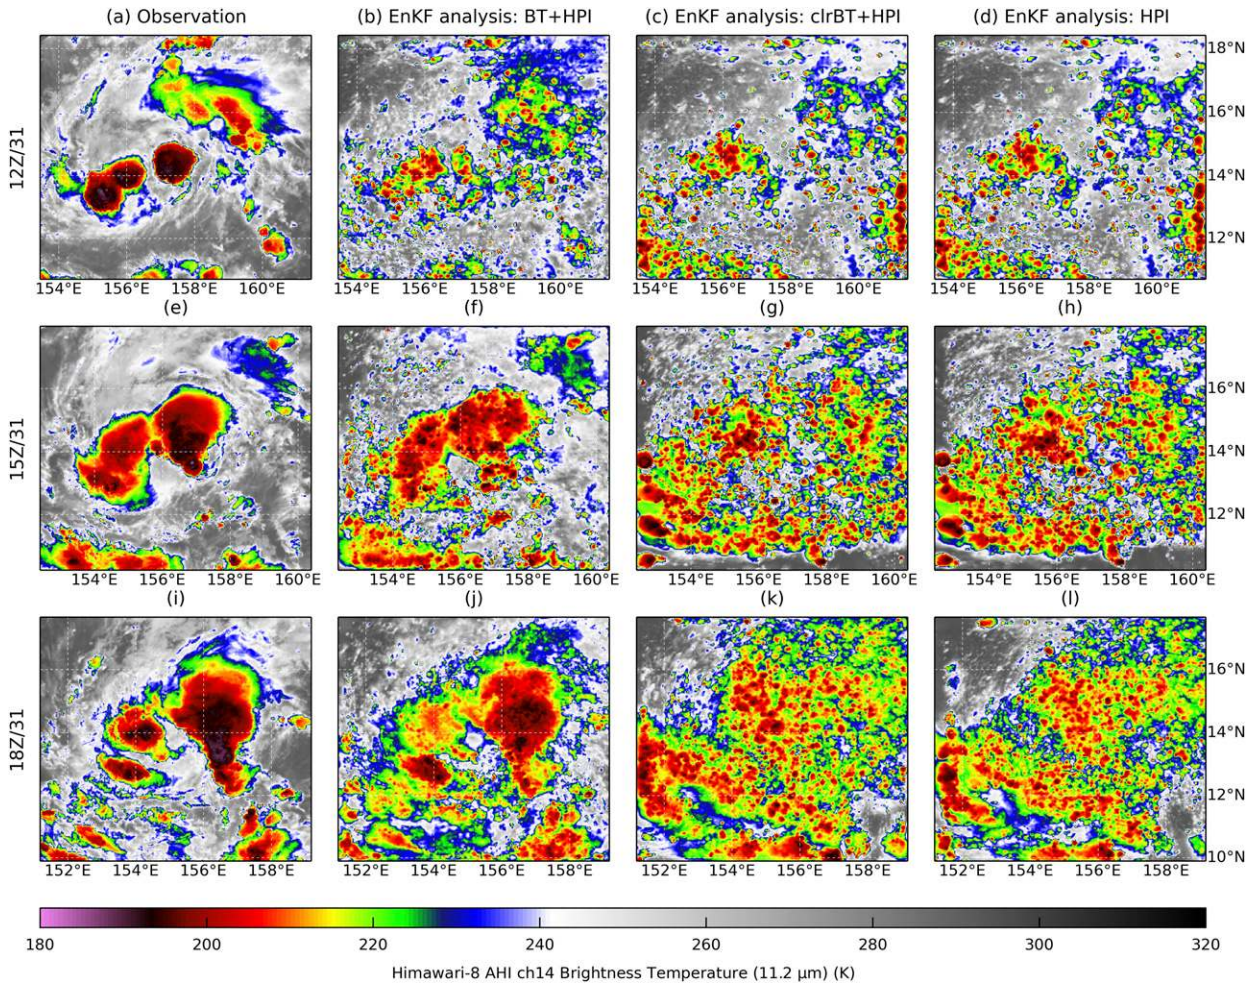 (a) Observation (b) EnKF analysis: BT+HPI (c) EnKF analysis: clrBT+HPI (d) EnKF analysis: HPI
12Z/31
18°N
16°N
14°N
12°N
154°E 156°E 158°E 160°E 154°E 156°E 158°E 160°E 154°E 156°E 158°E 160°E 154°E 156°E 158°E 160°E
(e) (f) (g) (h)
15Z/31
16°N
14°N
12°N
154°E 156°E 158°E 160°E 154°E 156°E 158°E 160°E 154°E 156°E 158°E 160°E 154°E 156°E 158°E 160°E
(i) (j) (k) (l)
18Z/31
16°N
14°N
12°N
10°N
152°E 154°E 156°E 158°E 152°E 154°E 156°E 158°E 152°E 154°E 156°E 158°E 152°E 154°E 156°E 158°E
180 200 220 240 260 280 300 320
Himawari-8 AHI ch14 Brightness Temperature (11.2 μm) (K)